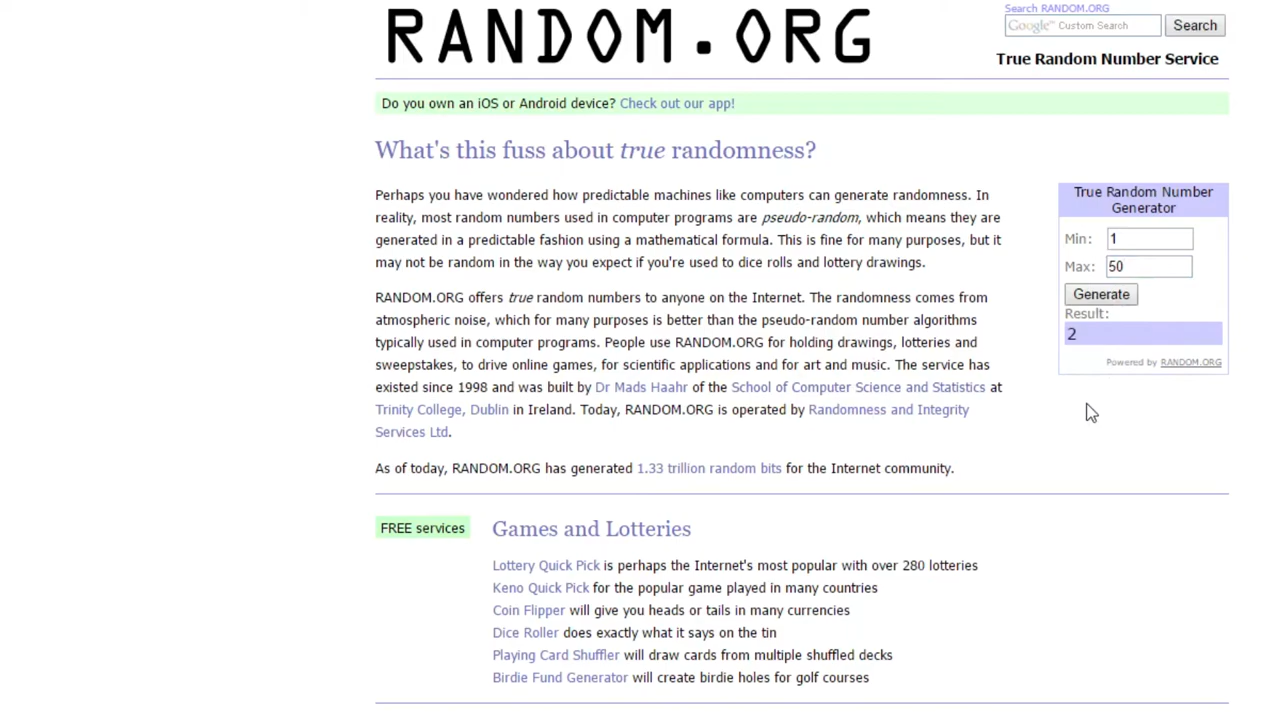 RANDOM.ORG
Search RANDOM.ORG
Google™ Custom Search
Search
True Random Number Service
Do you own an iOS or Android device? Check out our app!
What's this fuss about true randomness?
Perhaps you have wondered how predictable machines like computers can generate randomness. In
reality, most random numbers used in computer programs are pseudo-random, which means they are
generated in a predictable fashion using a mathematical formula. This is fine for many purposes, but it
may not be random in the way you expect if you're used to dice rolls and lottery drawings.
RANDOM.ORG offers true random numbers to anyone on the Internet. The randomness comes from
atmospheric noise, which for many purposes is better than the pseudo-random number algorithms
typically used in computer programs. People use RANDOM.ORG for holding drawings, lotteries and
sweepstakes, to drive online games, for scientific applications and for art and music. The service has
existed since 1998 and was built by Dr Mads Haahr of the School of Computer Science and Statistics at
Trinity College, Dublin in Ireland. Today, RANDOM.ORG is operated by Randomness and Integrity
Services Ltd.
As of today, RANDOM.ORG has generated 1.33 trillion random bits for the Internet community.
True Random Number
Generator
Min: 1
Max: 50
Generate
Result:
2
Powered by RANDOM.ORG
FREE services
Games and Lotteries
Lottery Quick Pick is perhaps the Internet's most popular with over 280 lotteries
Keno Quick Pick for the popular game played in many countries
Coin Flipper will give you heads or tails in many currencies
Dice Roller does exactly what it says on the tin
Playing Card Shuffler will draw cards from multiple shuffled decks
Birdie Fund Generator will create birdie holes for golf courses